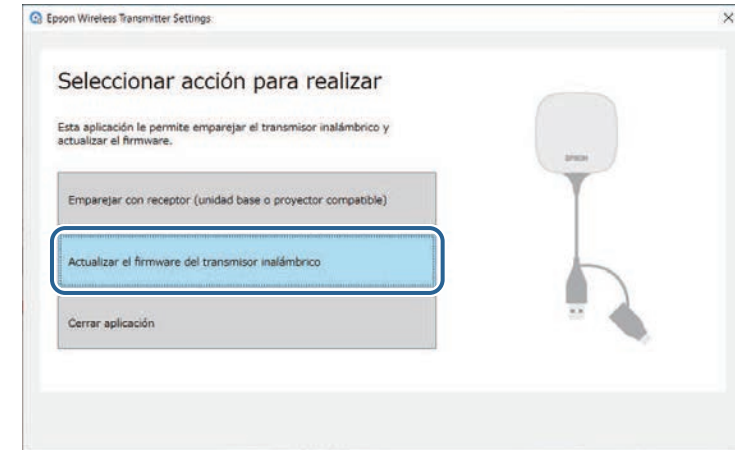 Epson Wireless Transmitter Settings
Seleccionar acción para realizar
Esta aplicación le permite emparejar el transmisor inalámbrico y
actualizar el firmware.
EPSON
Emparejar con receptor (unidad base o proyector compatible)
Actualizar el firmware del transmisor inalámbrico
Cerrar aplicación